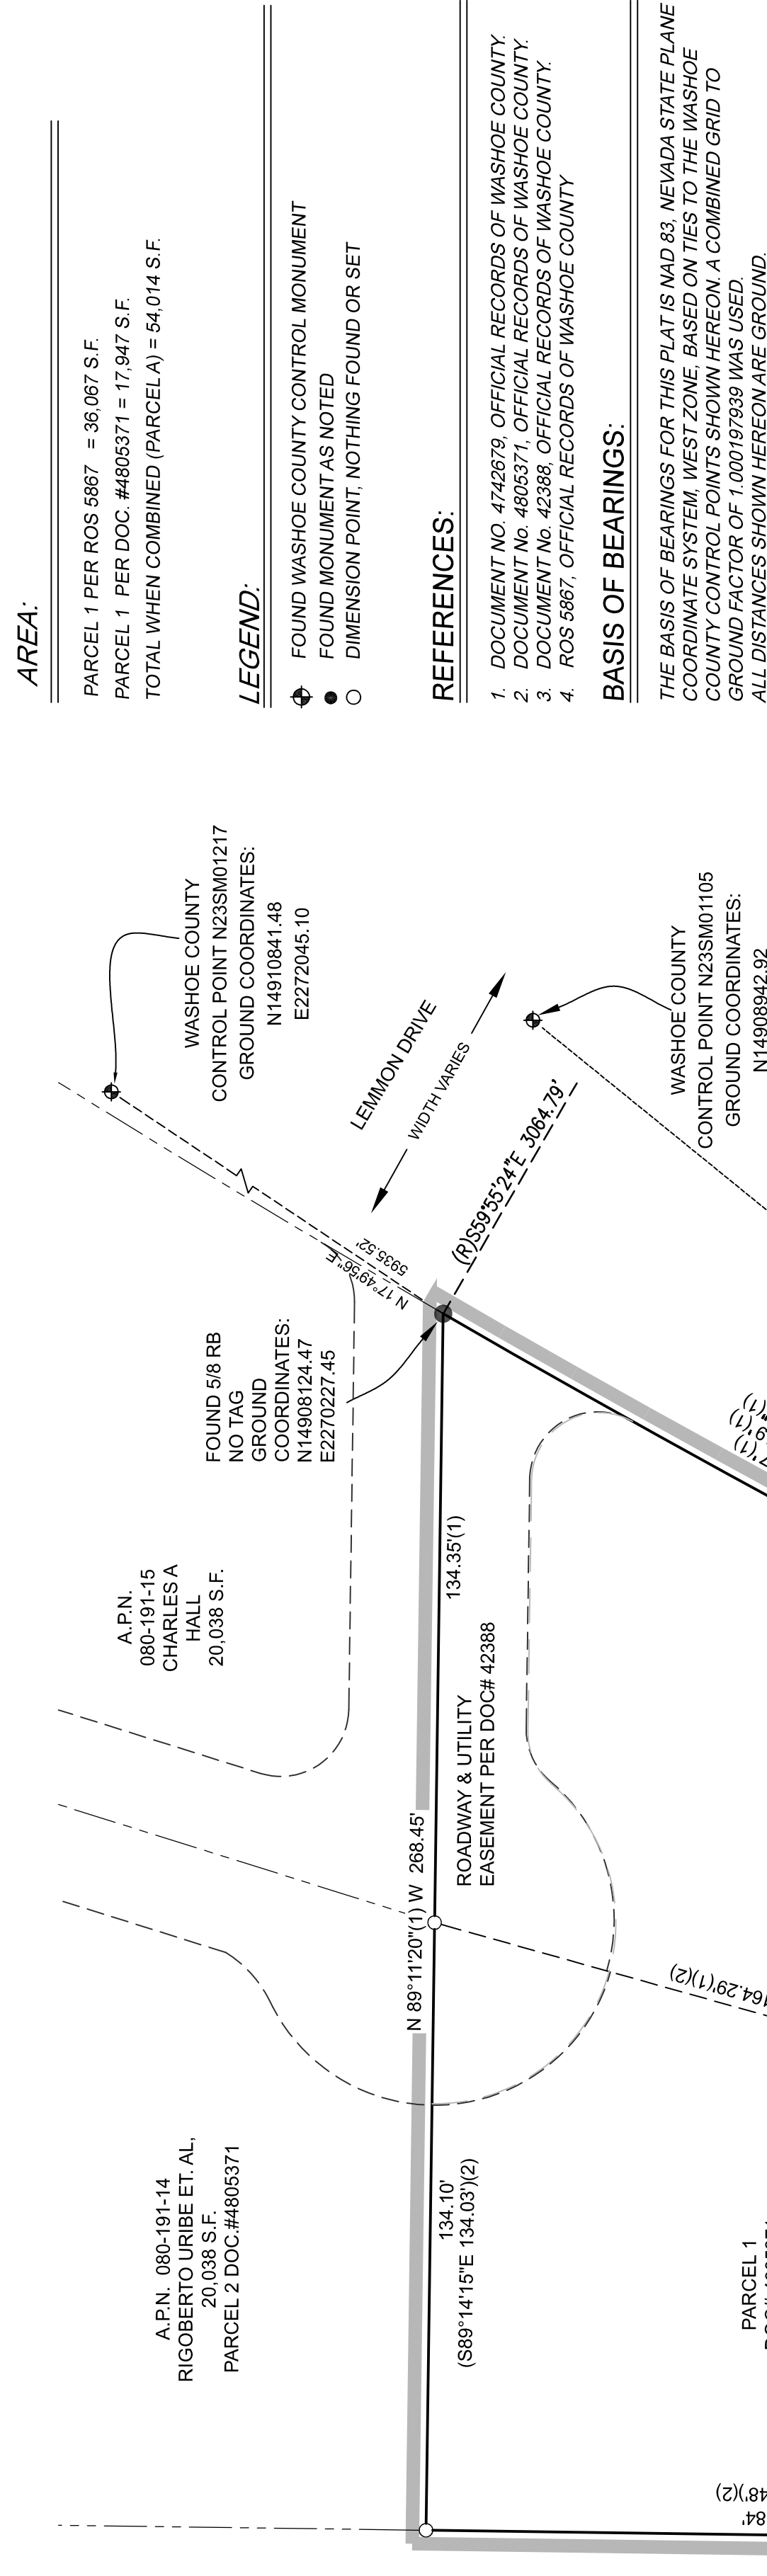 AREA:
PARCEL 1 PER ROS 5867 = 36,067 S.F.
PARCEL 1 PER DOC. #4805371 = 17,947 S.F.
TOTAL WHEN COMBINED (PARCEL A) = 54,014 S.F.
LEGEND:
FOUND WASHOE COUNTY CONTROL MONUMENT
FOUND MONUMENT AS NOTED
DIMENSION POINT, NOTHING FOUND OR SET
REFERENCES:
1. DOCUMENT NO. 4742679, OFFICIAL RECORDS OF WASHOE COUNTY.
2. DOCUMENT No. 4805371, OFFICIAL RECORDS OF WASHOE COUNTY.
3. DOCUMENT No. 42388, OFFICIAL RECORDS OF WASHOE COUNTY.
4. ROS 5867, OFFICIAL RECORDS OF WASHOE COUNTY
BASIS OF BEARINGS:
THE BASIS OF BEARINGS FOR THIS PLAT IS NAD 83, NEVADA STATE PLANE
COORDINATE SYSTEM, WEST ZONE, BASED ON TIES TO THE WASHOE
COUNTY CONTROL POINTS SHOWN HEREON. A COMBINED GRID TO
GROUND FACTOR OF 1.000197939 WAS USED.
ALL DISTANCES SHOWN HEREON ARE GROUND.
WASHOE COUNTY
CONTROL POINT N23SM01217
GROUND COORDINATES:
N14910841.48
E2272045.10
LEMMON DRIVE
WIDTH VARIES
WASHOE COUNTY
CONTROL POINT N23SM01105
GROUND COORDINATES:
N14908942.92
(R)S59°55'24"E 3064.79'
N 17°49'56" E
5935.52'
FOUND 5/8 RB
NO TAG
GROUND
COORDINATES:
N14908124.47
E2270227.45
A.P.N.
080-191-15
CHARLES A
HALL
20,038 S.F.
134.35'(1)
ROADWAY & UTILITY
EASEMENT PER DOC# 42388
N 89°11'20"(1) W 268.45'
164.29'(1)(2)
A.P.N. 080-191-14
RIGOBERTO URIBE ET. AL,
20,038 S.F.
PARCEL 2 DOC.#4805371
134.10'
(S89°14'15"E 134.03')(2)
PARCEL 1
48')(2)
84'